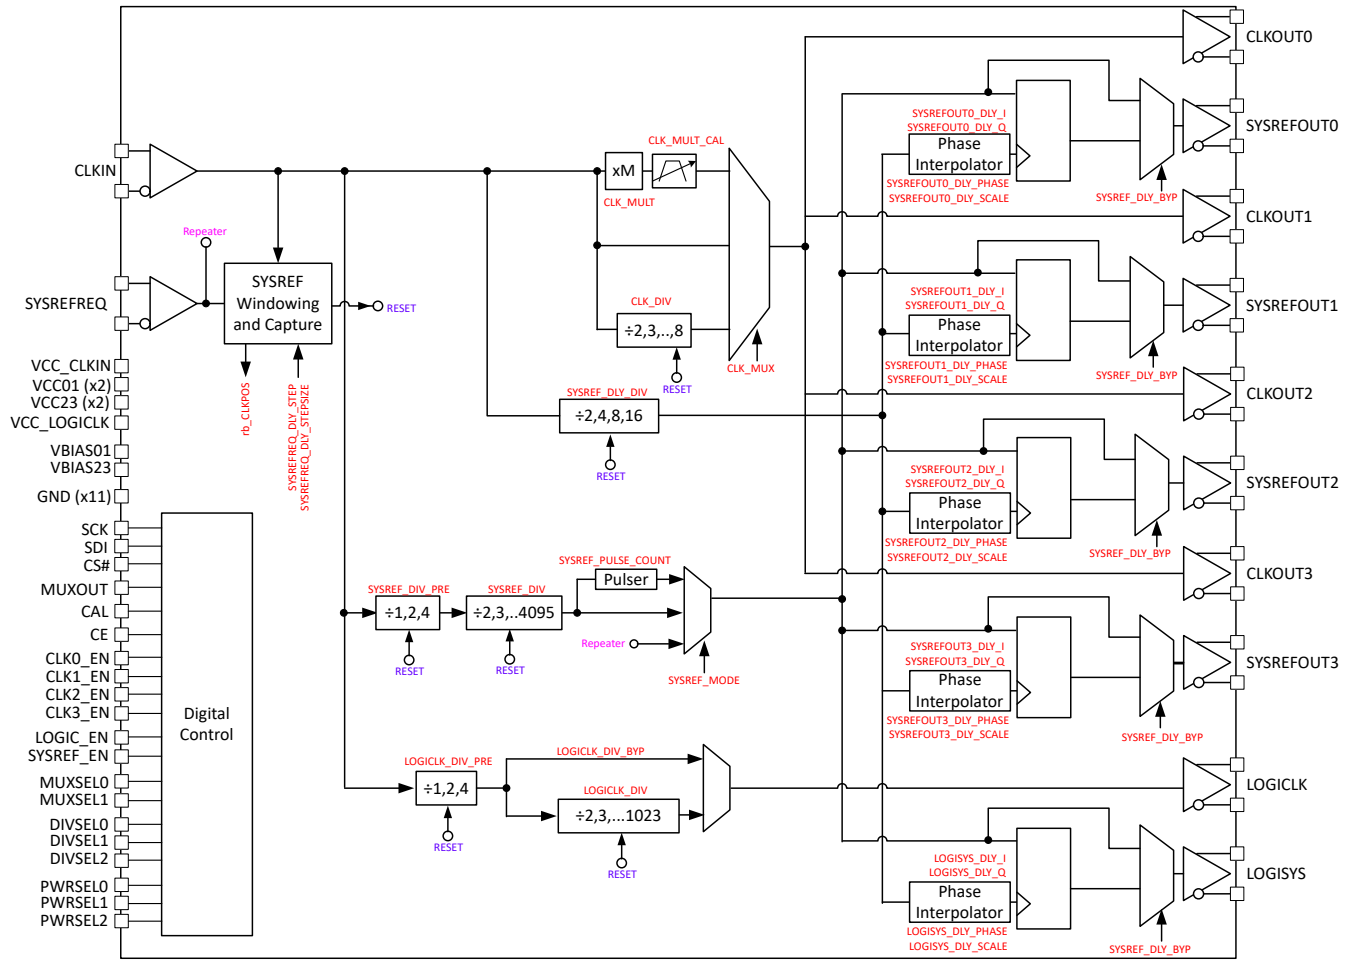 CLKIN
SYSREFREQ
VCC_CLKIN
VCC01 (x2)
VCC23 (x2)
VCC_LOGICLK
VBIAS01
VBIAS23
GND (x11)
SCK
SDI
CS#
MUXOUT
CAL
CE
CLK0_EN
CLK1_EN
CLK2_EN
CLK3_EN
LOGIC_EN
SYSREF_EN
MUXSEL0
MUXSEL1
DIVSEL0
DIVSEL1
DIVSEL2
PWRSEL0
PWRSEL1
PWRSEL2
Digital
Control
Repeater
SYSREF
Windowing
and Capture
RESET
rb_CLKPOS
SYSREFREQ_DLY_STEP
SYSREFREQ_DLY_STEPSIZE
CLK_MULT_CAL
xM
CLK_MULT
CLK_DIV
÷2,3,..,8
RESET
CLK_MUX
SYSREF_DLY_DIV
÷2,4,8,16
RESET
SYSREF_DIV_PRE
÷1,2,4
RESET
SYSREF_DIV
÷2,3,..4095
RESET
SYSREF_PULSE_COUNT
Pulser
Repeater
SYSREF_MODE
LOGICLK_DIV_PRE
÷1,2,4
RESET
LOGICLK_DIV_BYP
LOGICLK_DIV
÷2,3,...1023
RESET
CLKOUT0
SYSREFOUT0_DLY_I
SYSREFOUT0_DLY_Q
Phase
Interpolator
SYSREFOUT0_DLY_PHASE
SYSREFOUT0_DLY_SCALE
SYSREF_DLY_BYP
SYSREFOUT0
CLKOUT1
SYSREFOUT1_DLY_I
SYSREFOUT1_DLY_Q
Phase
Interpolator
SYSREFOUT1_DLY_PHASE
SYSREFOUT1_DLY_SCALE
SYSREF_DLY_BYP
SYSREFOUT1
CLKOUT2
SYSREFOUT2_DLY_I
SYSREFOUT2_DLY_Q
Phase
Interpolator
SYSREFOUT2_DLY_PHASE
SYSREFOUT2_DLY_SCALE
SYSREF_DLY_BYP
SYSREFOUT2
CLKOUT3
SYSREFOUT3_DLY_I
SYSREFOUT3_DLY_Q
Phase
Interpolator
SYSREFOUT3_DLY_PHASE
SYSREFOUT3_DLY_SCALE
SYSREF_DLY_BYP
SYSREFOUT3
LOGICLK
LOGISYS_DLY_I
LOGISYS_DLY_Q
Phase
Interpolator
LOGISYS_DLY_PHASE
LOGISYS_DLY_SCALE
SYSREF_DLY_BYP
LOGISYS